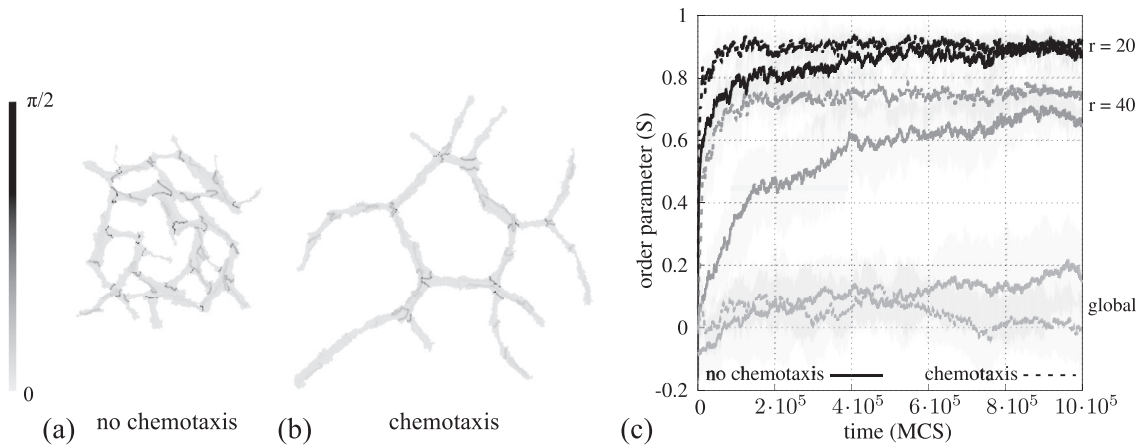 π/2
0
(a) no chemotaxis
(b) chemotaxis
(c)
order parameter (S)
1
0.8
0.6
0.4
0.2
0
-0.2
r = 20
r = 40
global
no chemotaxis
chemotaxis
0 2·10⁵ 4·10⁵ 6·10⁵ 8·10⁵ 10·10⁵
time (MCS)